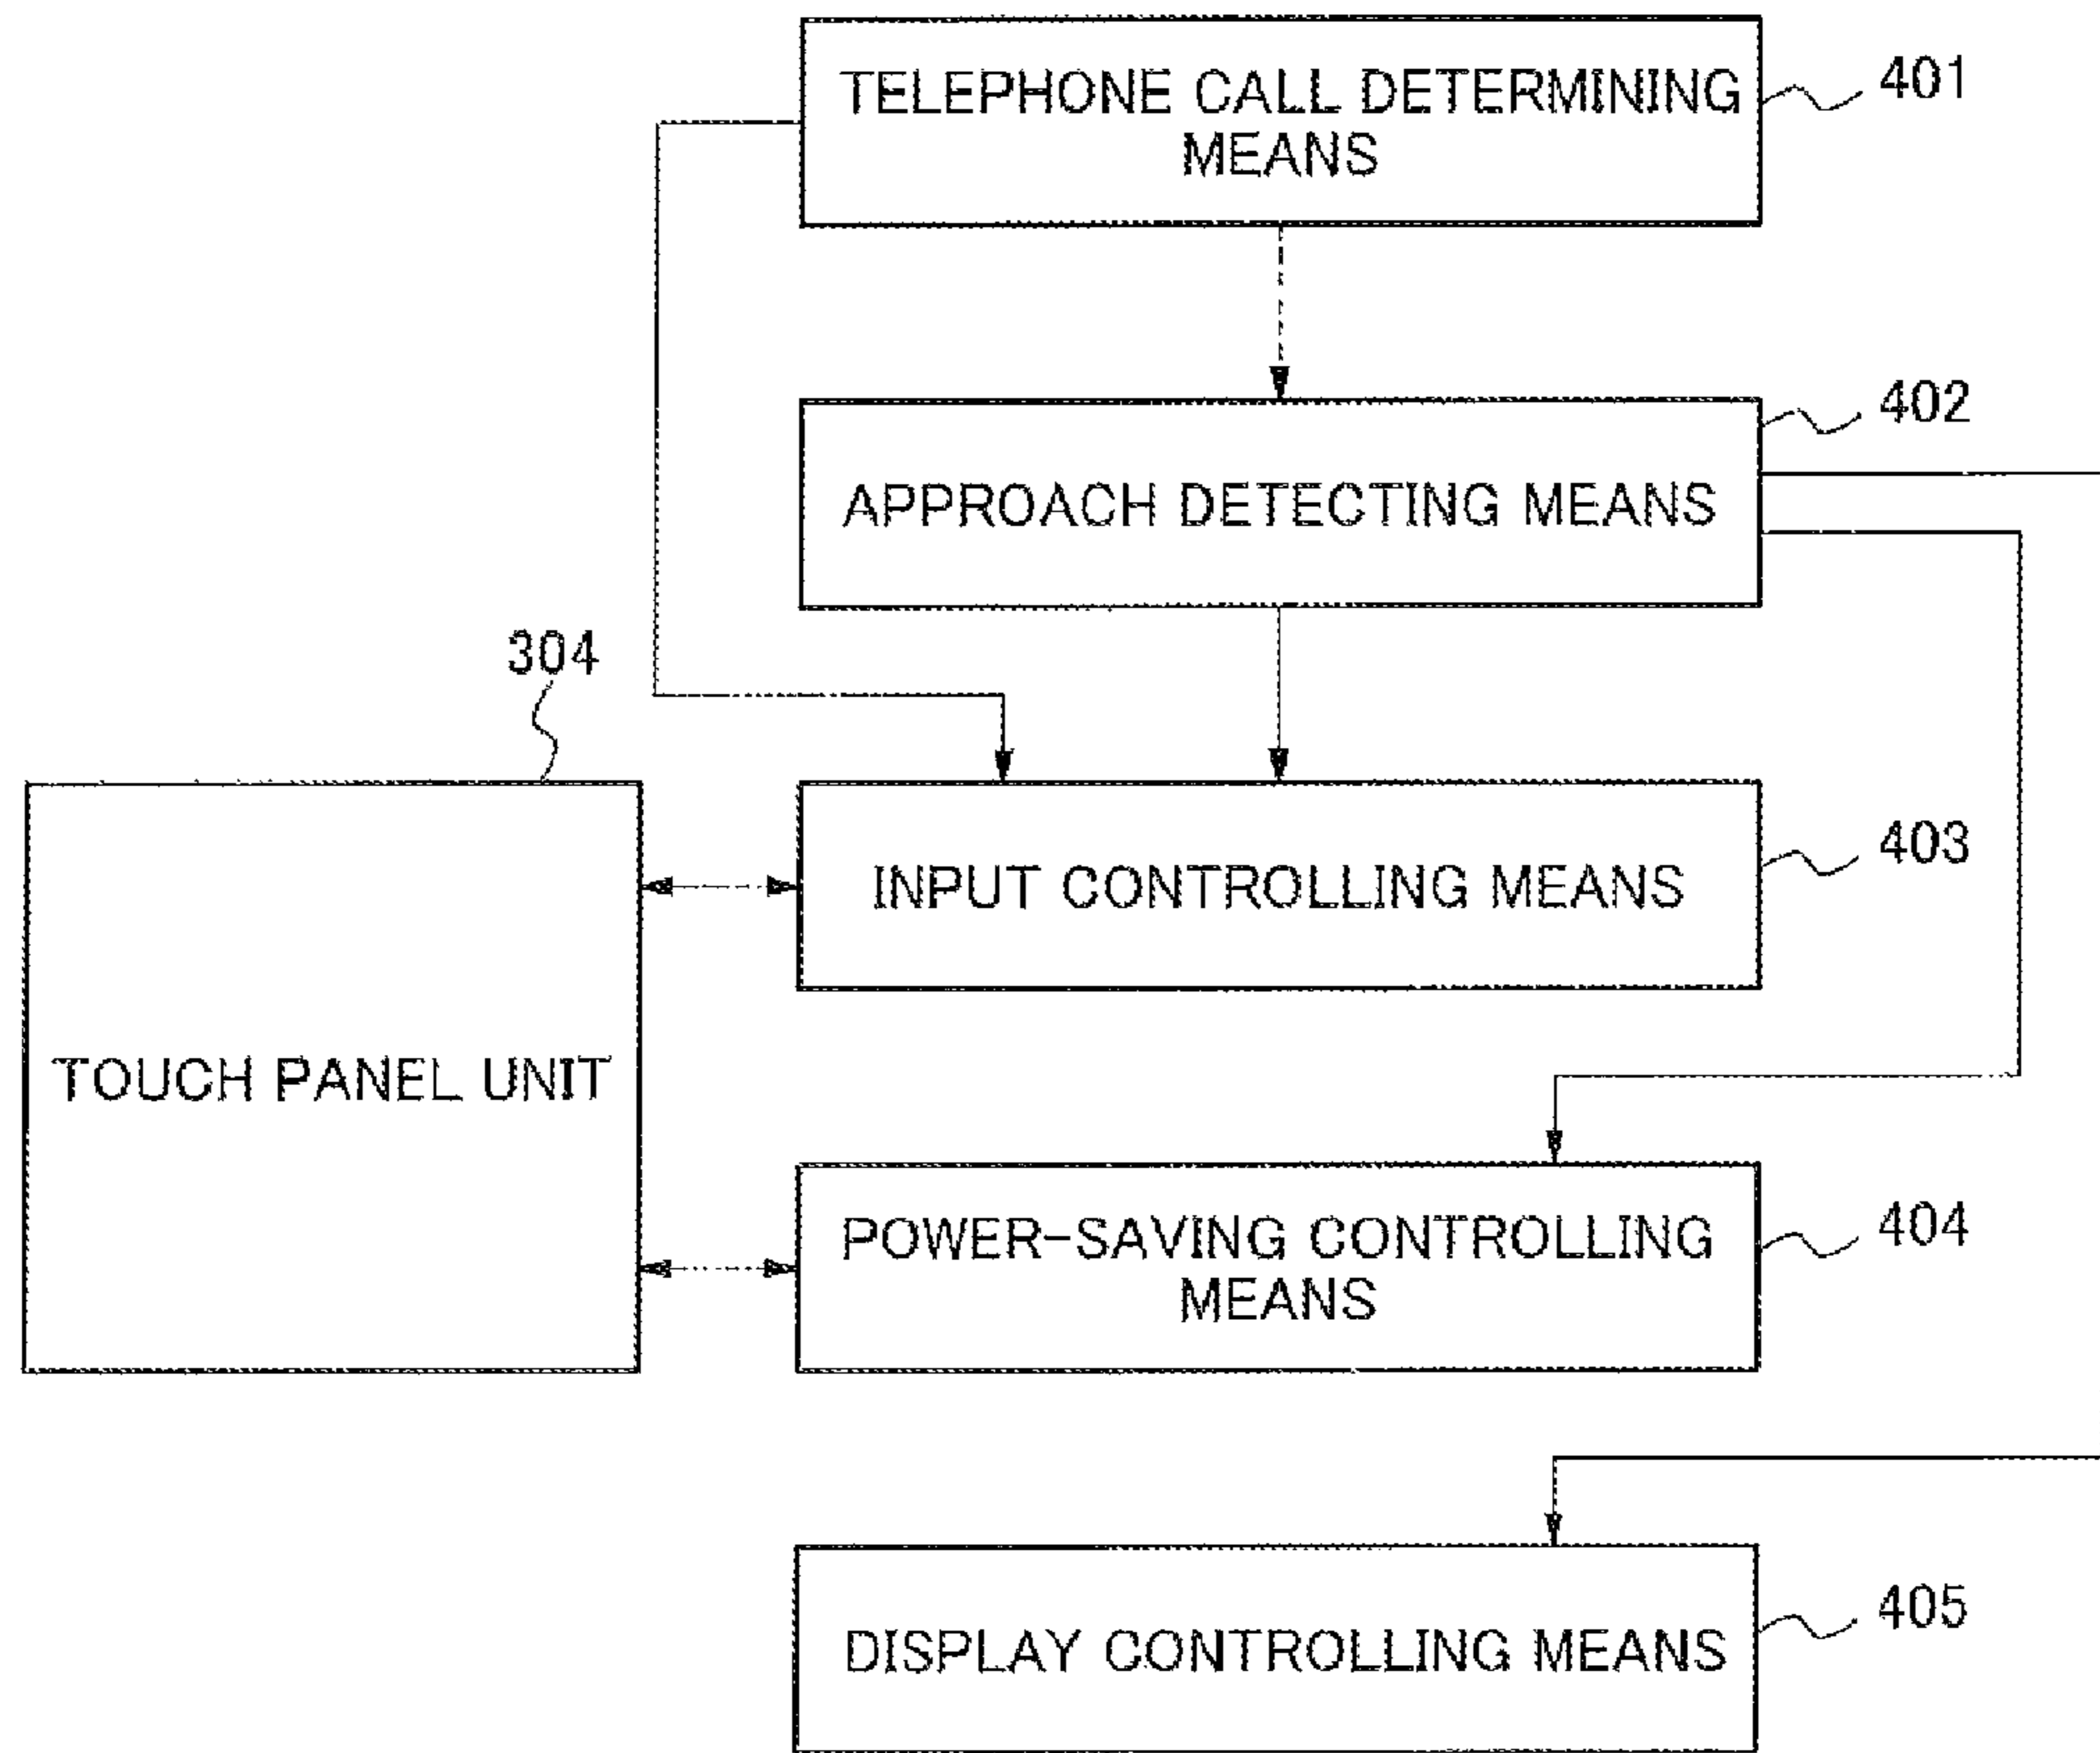 TELEPHONE CALL DETERMINING
MEANS
401
APPROACH DETECTING MEANS
402
304
TOUCH PANEL UNIT
INPUT CONTROLLING MEANS
403
POWER-SAVING CONTROLLING
MEANS
404
DISPLAY CONTROLLING MEANS
405